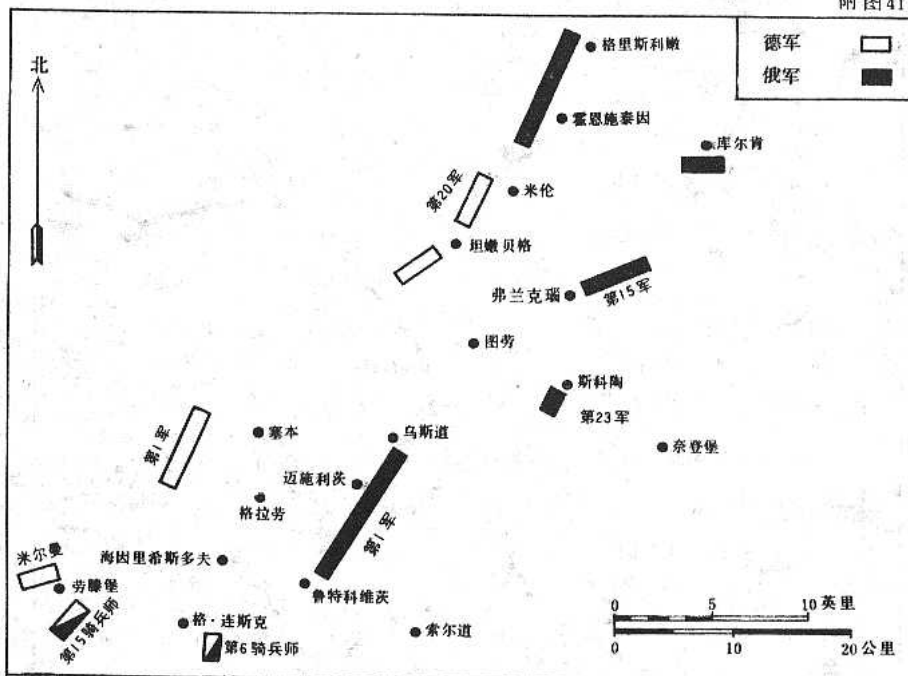 附图41
德军
俄军
北
格里斯利嫩
霍恩施泰因
库尔肯
第20军
米伦
坦嫩贝格
弗兰克瑙
第15军
图劳
斯科陶
第23军
奈登堡
塞本
乌斯道
第1军
迈施利茨
格拉劳
第1军
海因里希斯多夫
米尔曼
劳滕堡
鲁特科维茨
第15骑兵师
格·连斯克
第6骑兵师
索尔道
0 5 10 英里
0 10 20 公里